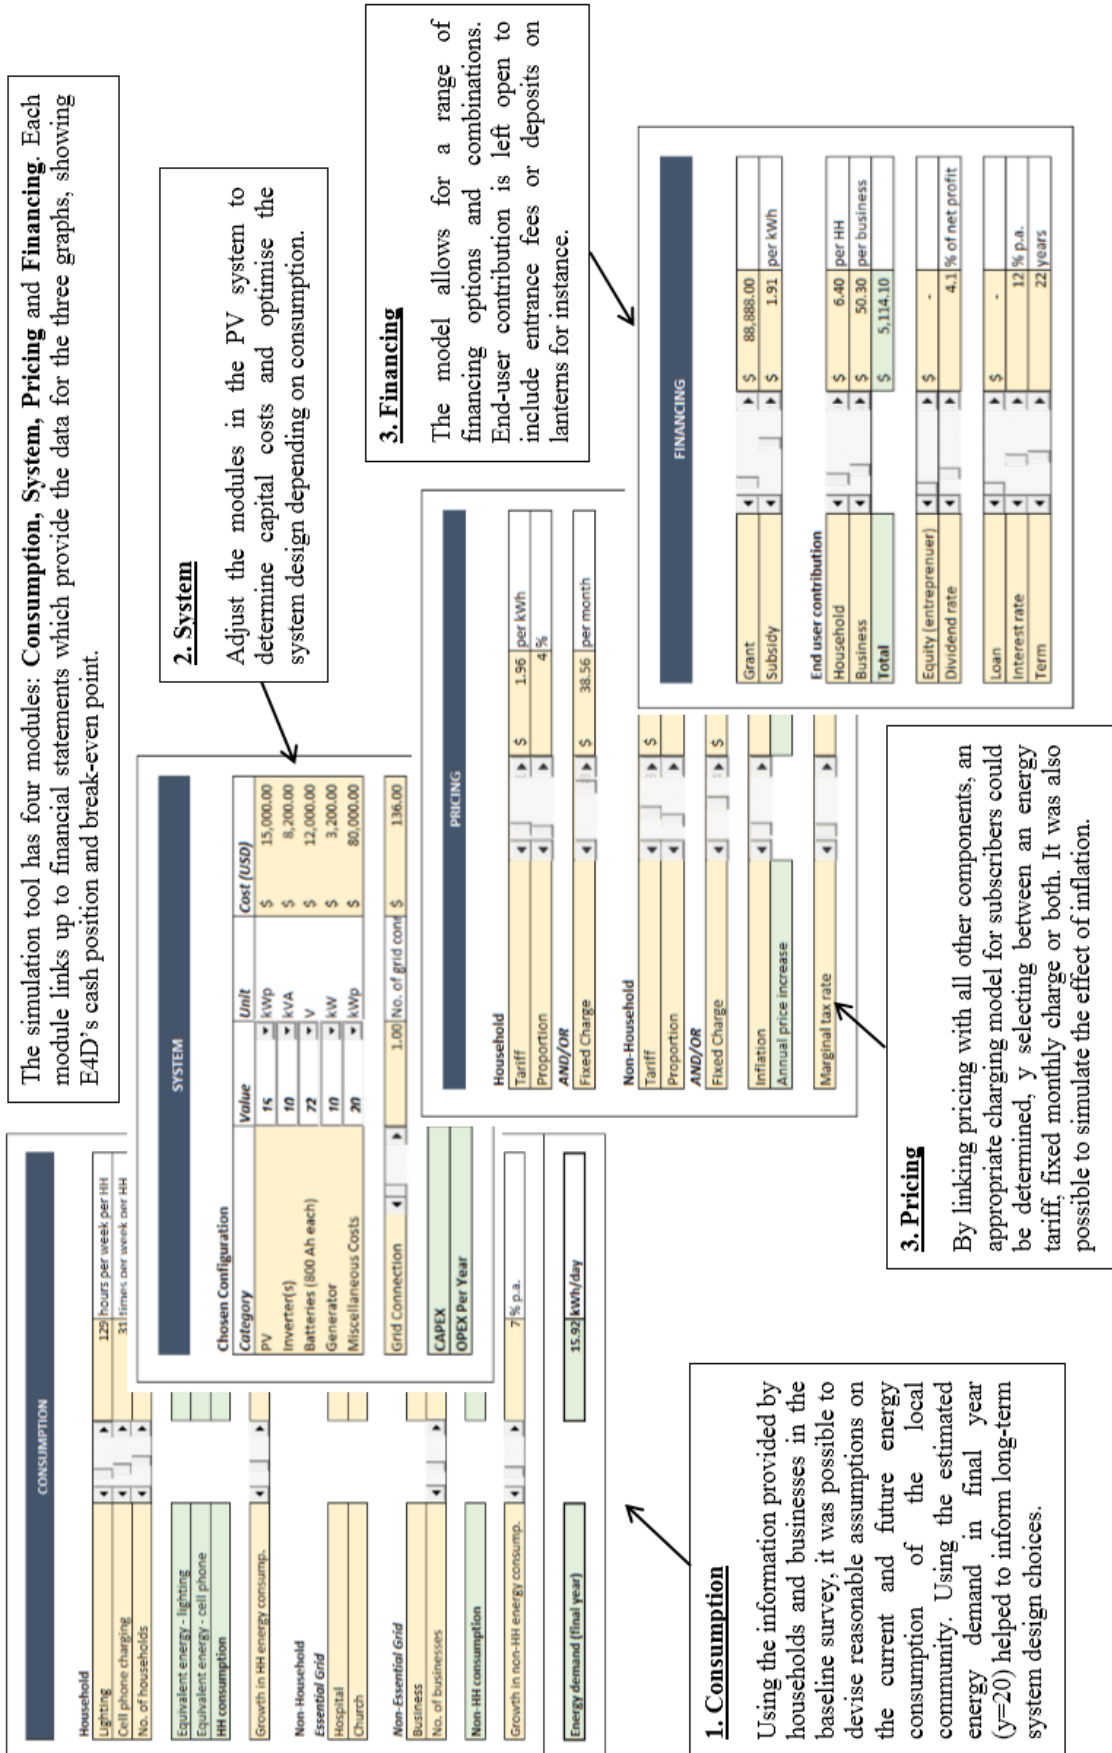 The simulation tool has four modules: Consumption, System, Pricing and Financing. Each
module links up to financial statements which provide the data for the three graphs, showing
E4D's cash position and break-even point.
CONSUMPTION
Household
Lighting 129 hours per week per HH
Cell phone charging 31 times per week per HH
No. of households
Equivalent energy - lighting
Equivalent energy - cell phone
HH consumption
Growth in HH energy consump.
Non-Household
Essential Grid
Hospital
Church
Non-Essential Grid
Business
No. of businesses
Non-HH consumption
Growth in non-HH energy consump. 7 % p.a.
Energy demand (final year) 15.92 kWh/day
SYSTEM
Chosen Configuration
Category Value Unit Cost (USD)
PV 15 kWp $ 15,000.00
Inverter(s) 10 kVA $ 8,200.00
Batteries (800 Ah each) 72 V $ 12,000.00
Generator 10 kW $ 3,200.00
Miscellaneous Costs 20 kWp $ 80,000.00
Grid Connection 1.00 No. of grid conn $ 136.00
CAPEX
OPEX Per Year
2. System
Adjust the modules in the PV system to
determine capital costs and optimise the
system design depending on consumption.
PRICING
Household
Tariff $ 1.96 per kWh
Proportion 4 %
AND/OR
Fixed Charge $ 38.56 per month
Non-Household
Tariff $
Proportion
AND/OR
Fixed Charge $
Inflation
Annual price increase
Marginal tax rate
3. Financing
The model allows for a range of
financing options and combinations.
End-user contribution is left open to
include entrance fees or deposits on
lanterns for instance.
FINANCING
Grant $ 88,888.00
Subsidy $ 1.91 per kWh
End user contribution
Household $ 6.40 per HH
Business $ 50.30 per business
Total $ 5,114.10
Equity (entreprenuer) $ -
Dividend rate 4.1 % of net profit
Loan $ -
Interest rate 12 % p.a.
Term 22 years
1. Consumption
Using the information provided by
households and businesses in the
baseline survey, it was possible to
devise reasonable assumptions on
the current and future energy
consumption of the local
community. Using the estimated
energy demand in final year
(y=20) helped to inform long-term
system design choices.
3. Pricing
By linking pricing with all other components, an
appropriate charging model for subscribers could
be determined, y selecting between an energy
tariff, fixed monthly charge or both. It was also
possible to simulate the effect of inflation.